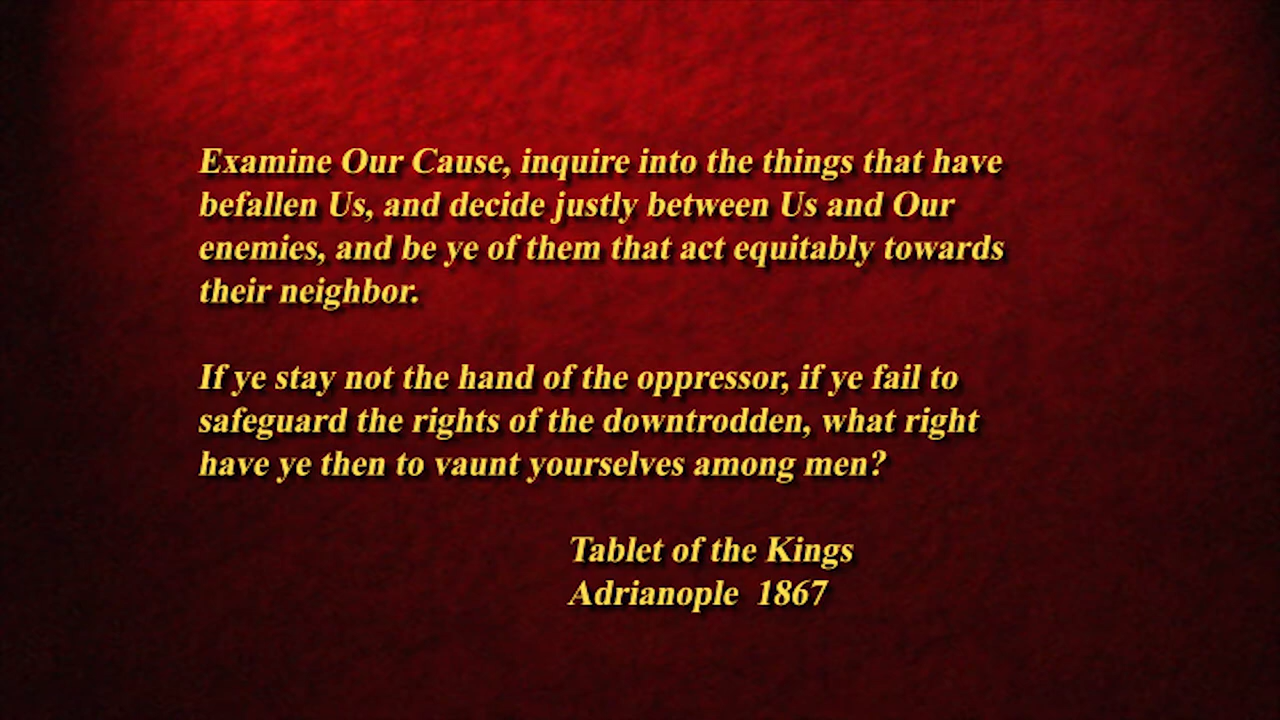 Examine Our Cause, inquire into the things that have
befallen Us, and decide justly between Us and Our
enemies, and be ye of them that act equitably towards
their neighbor.
If ye stay not the hand of the oppressor, if ye fail to
safeguard the rights of the downtrodden, what right
have ye then to vaunt yourselves among men?
Tablet of the Kings
Adrianople 1867